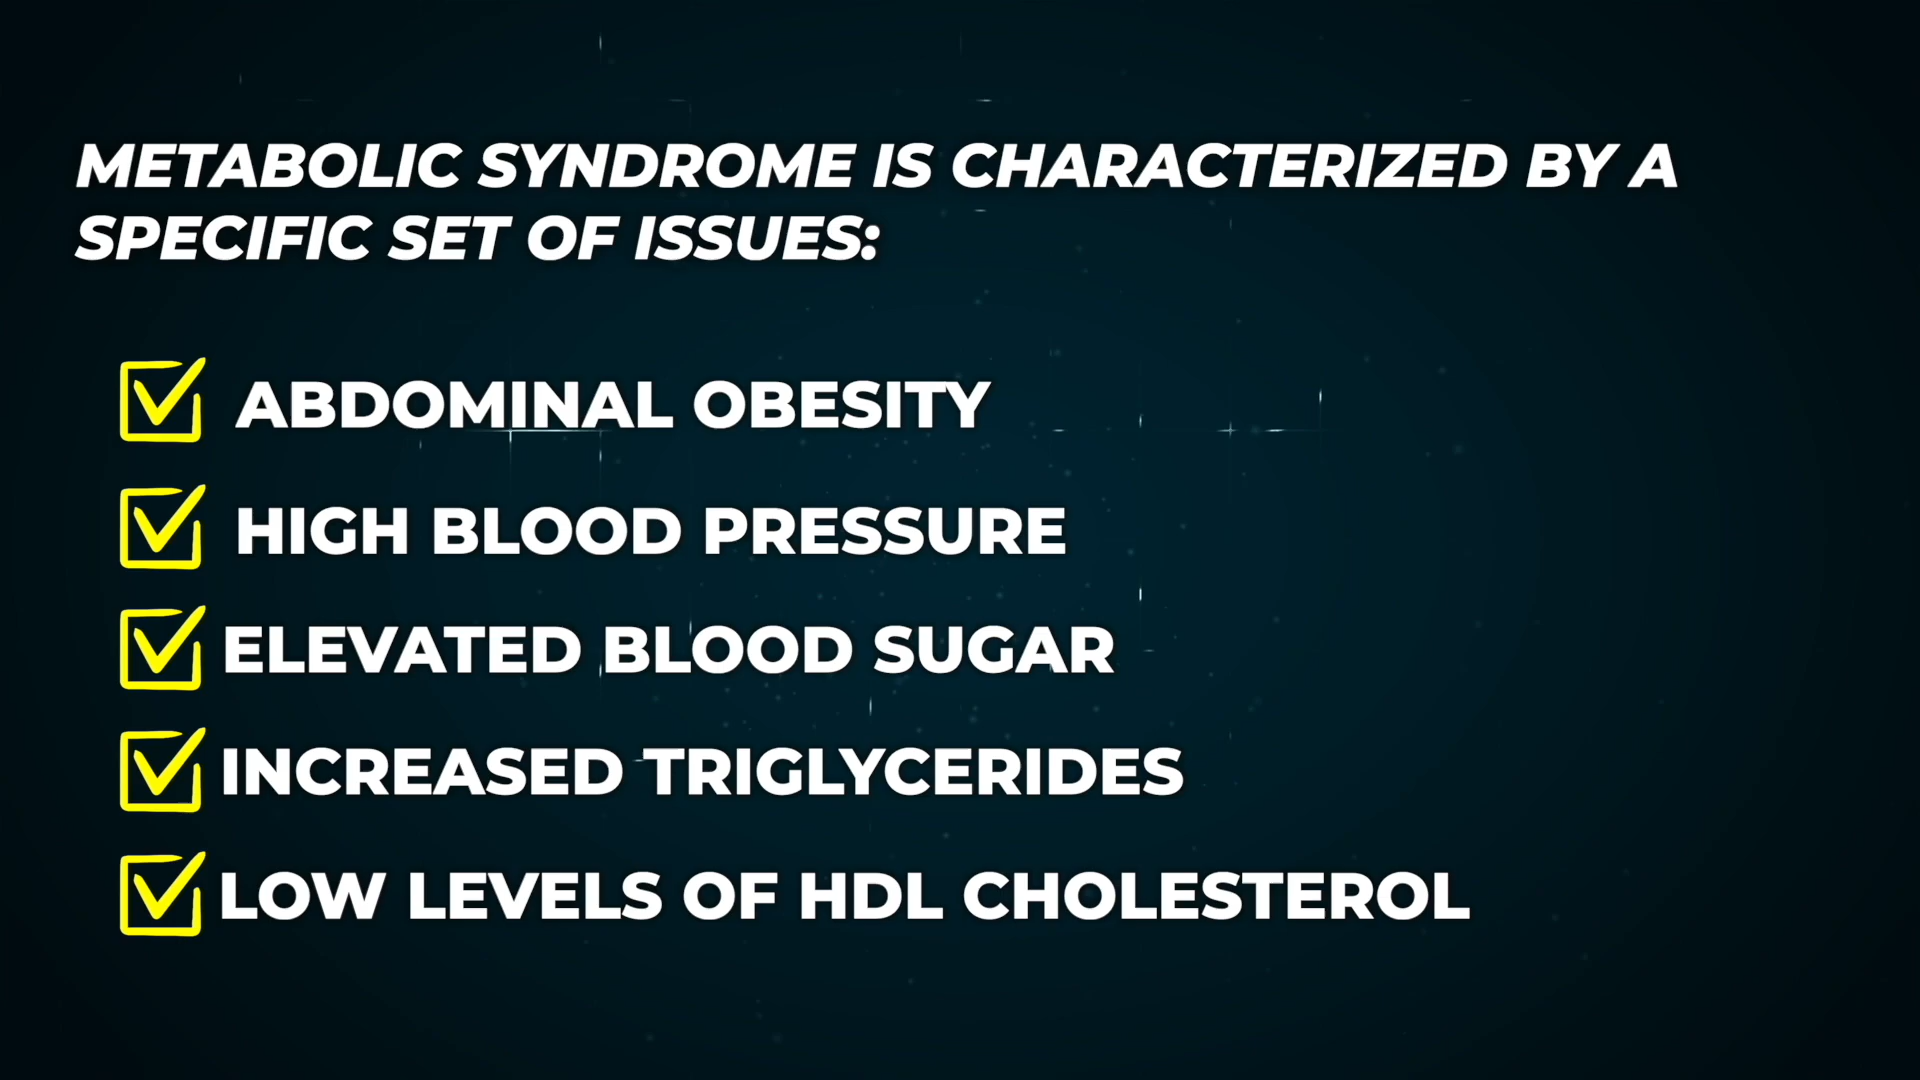 METABOLIC SYNDROME IS CHARACTERIZED BY A
SPECIFIC SET OF ISSUES:
ABDOMINAL OBESITY
HIGH BLOOD PRESSURE
ELEVATED BLOOD SUGAR
INCREASED TRIGLYCERIDES
LOW LEVELS OF HDL CHOLESTEROL